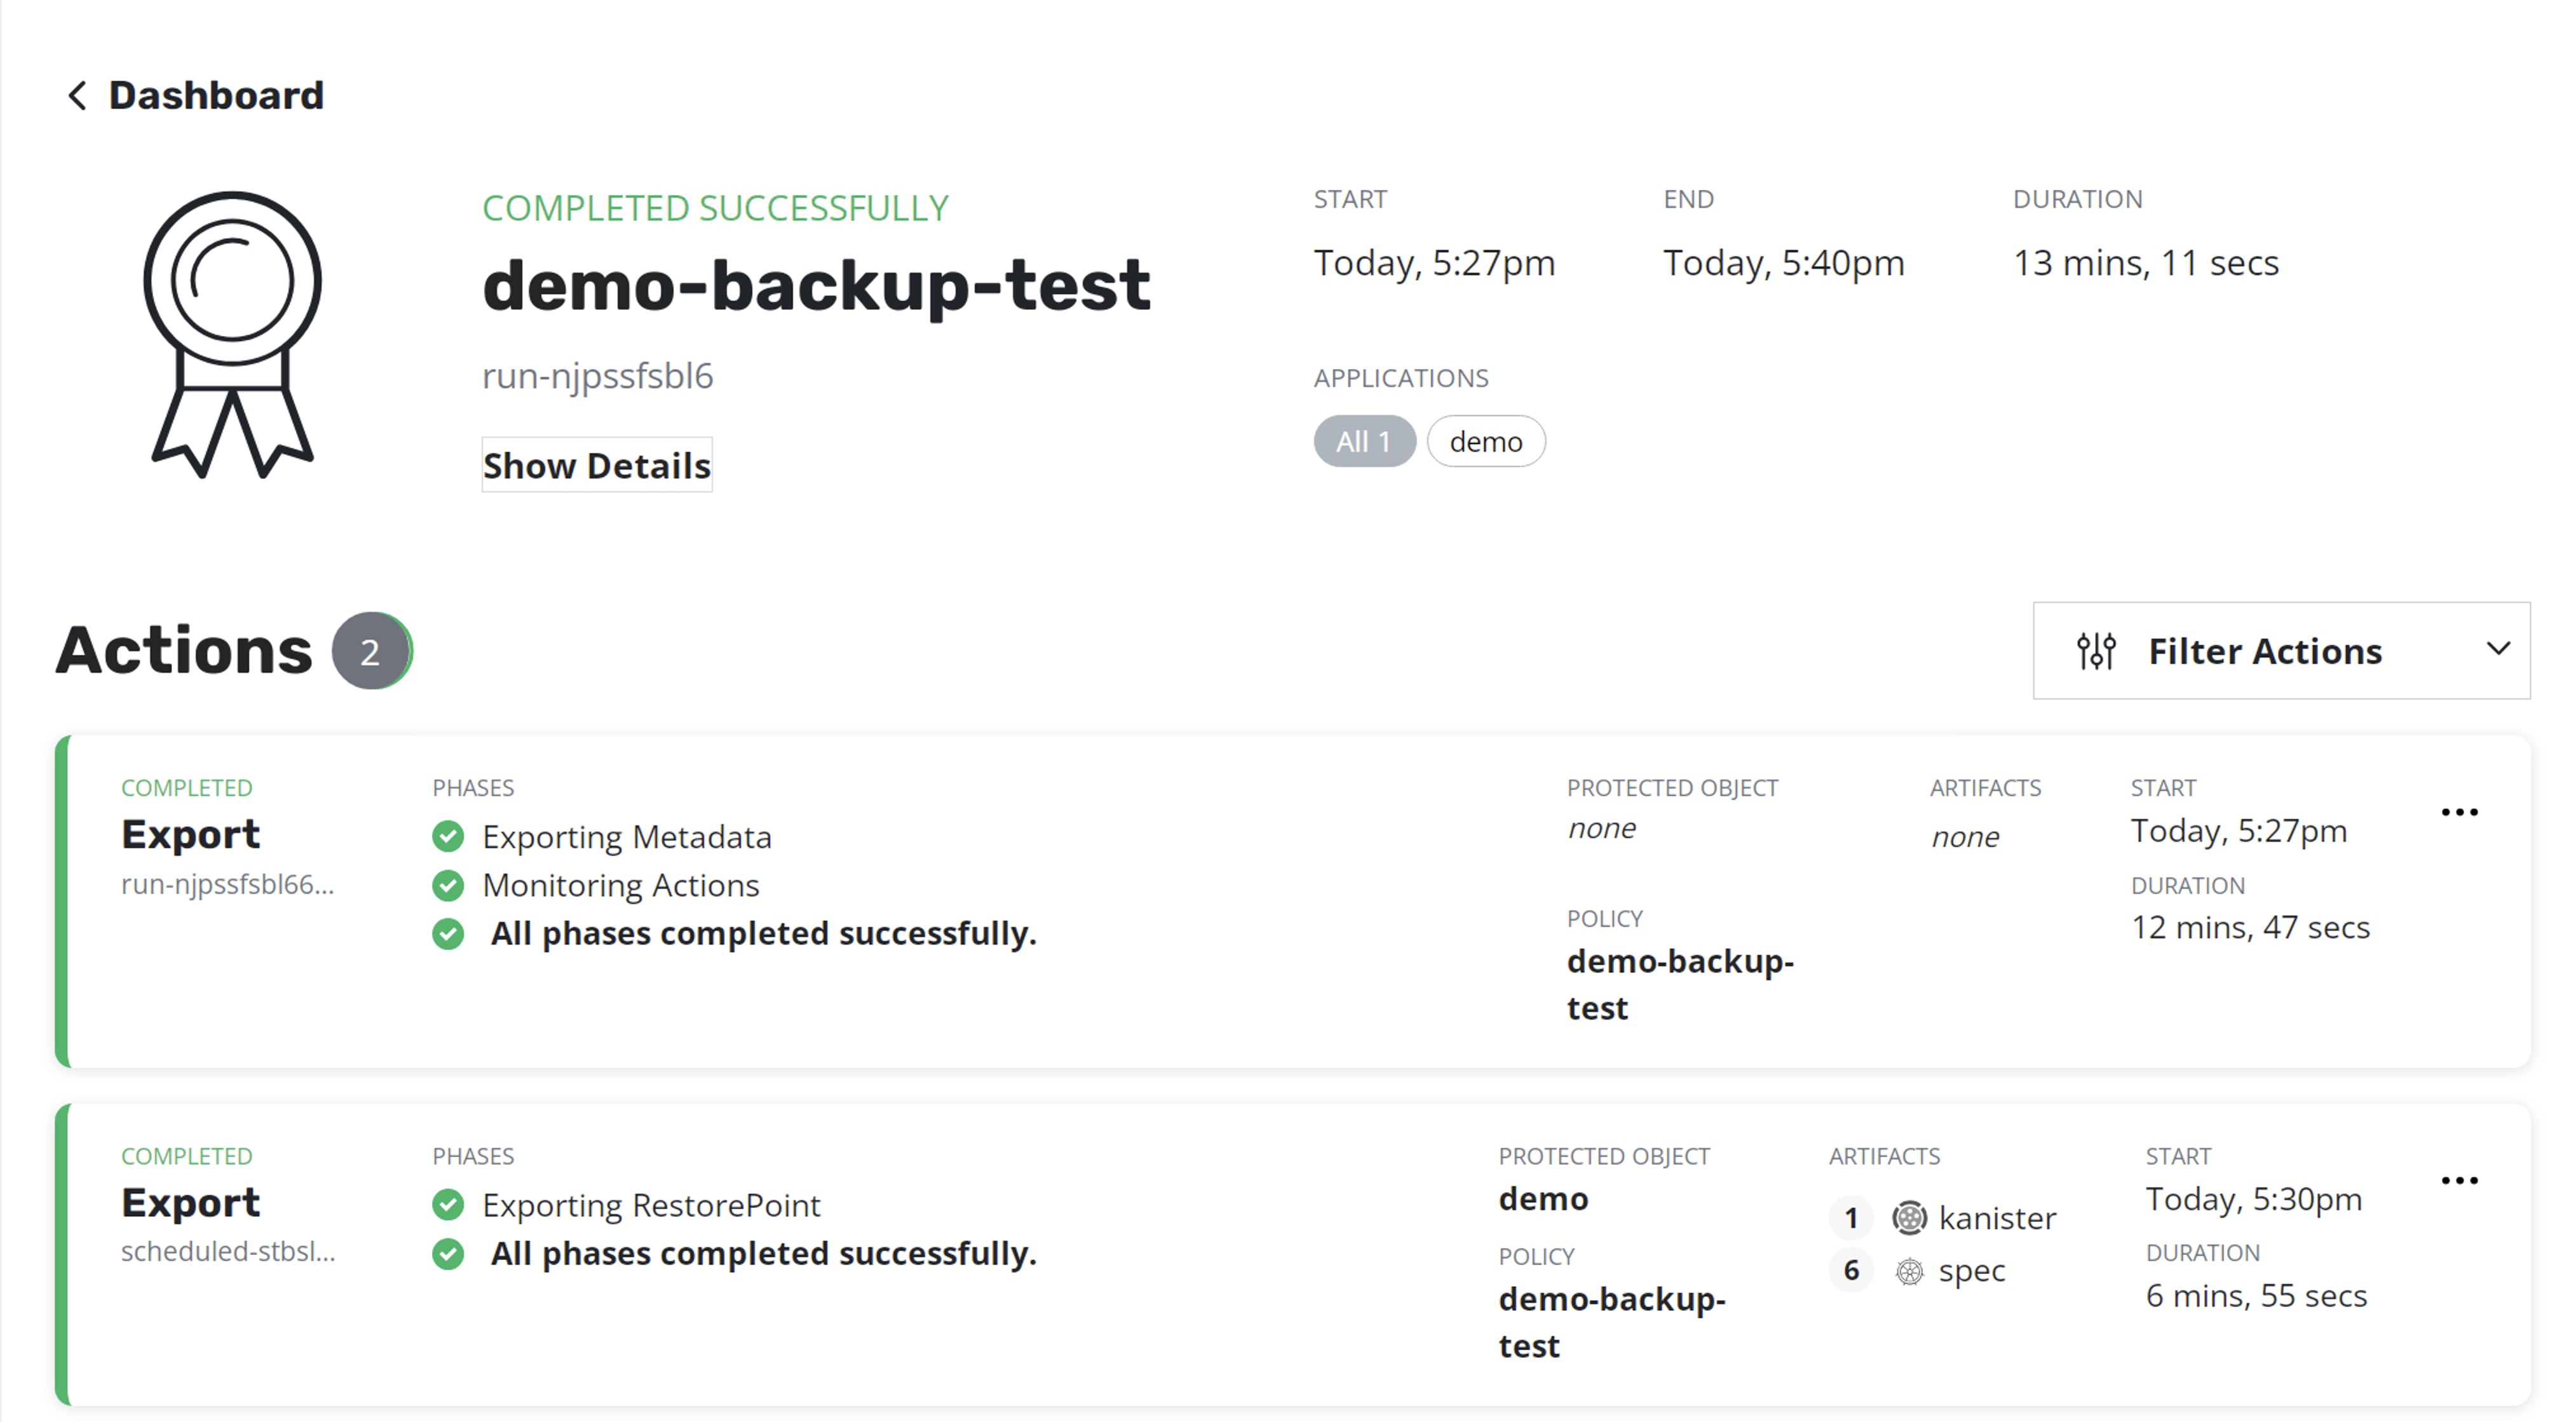 Dashboard
COMPLETED SUCCESSFULLY
demo-backup-test
run-njpssfsbl6
Show Details
START
Today, 5:27pm
END
Today, 5:40pm
DURATION
13 mins, 11 secs
APPLICATIONS
All 1
demo
Actions 2
Filter Actions
COMPLETED
Export
run-njpssfsbl66...
PHASES
Exporting Metadata
Monitoring Actions
All phases completed successfully.
PROTECTED OBJECT
none
POLICY
demo-backup-
test
ARTIFACTS
none
START
Today, 5:27pm
DURATION
12 mins, 47 secs
COMPLETED
Export
scheduled-stbsl...
PHASES
Exporting RestorePoint
All phases completed successfully.
PROTECTED OBJECT
demo
POLICY
demo-backup-
test
ARTIFACTS
1 kanister
6 spec
START
Today, 5:30pm
DURATION
6 mins, 55 secs